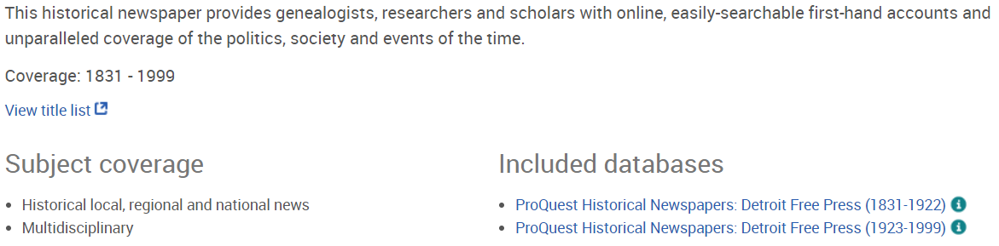 This historical newspaper provides genealogists, researchers and scholars with online, easily-searchable first-hand accounts and
unparalleled coverage of the politics, society and events of the time.
Coverage: 1831 - 1999
View title list
Subject coverage
• Historical local, regional and national news
• Multidisciplinary
Included databases
• ProQuest Historical Newspapers: Detroit Free Press (1831-1922)
• ProQuest Historical Newspapers: Detroit Free Press (1923-1999)